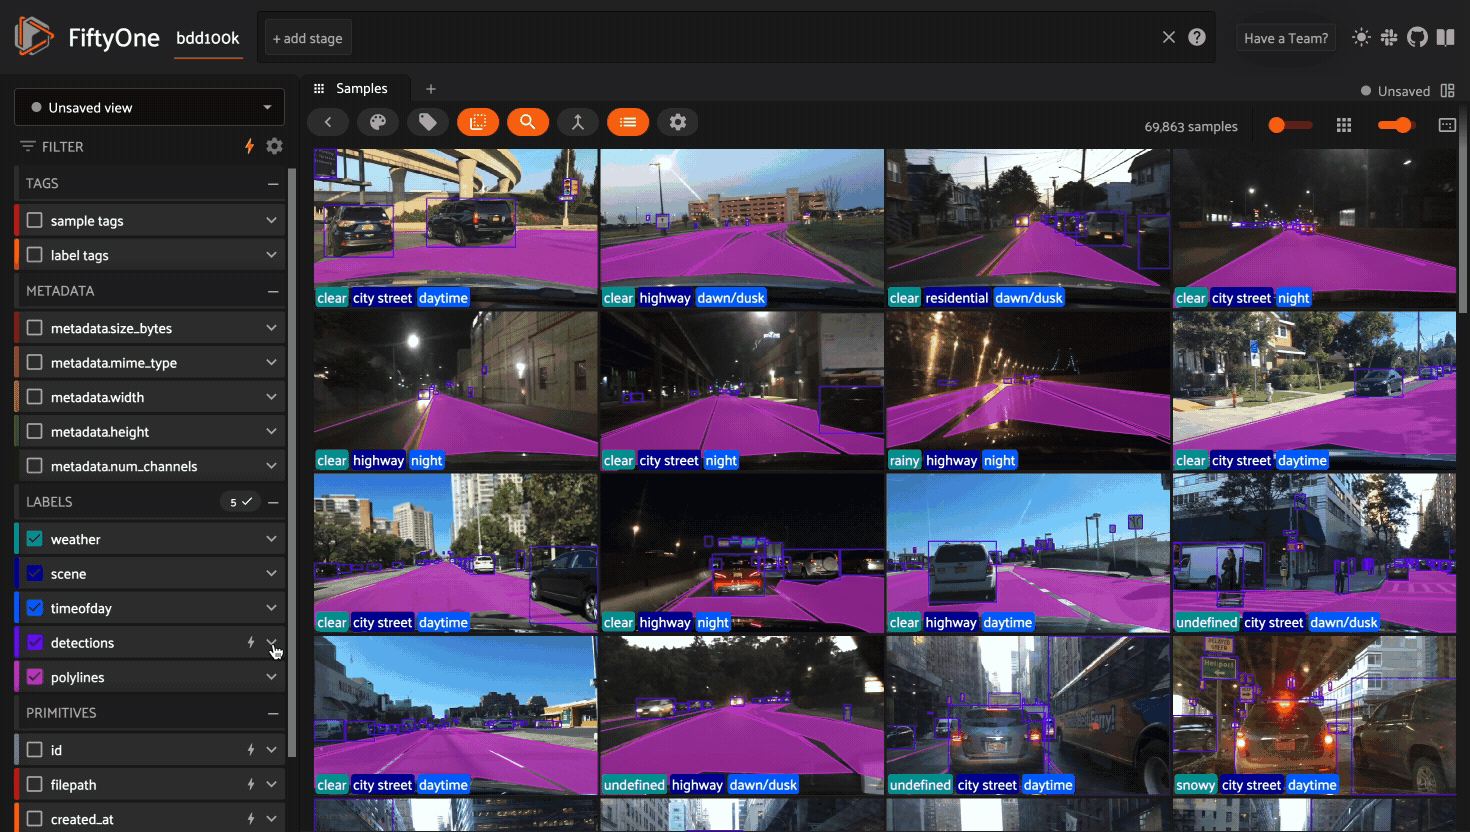 FiftyOne
bdd100k
+ add stage
Have a Team?
Unsaved view
Samples
+
Unsaved
FILTER
69,863 samples
TAGS
sample tags
label tags
METADATA
metadata.size_bytes
metadata.mime_type
metadata.width
metadata.height
metadata.num_channels
LABELS
5
weather
scene
timeofday
detections
polylines
PRIMITIVES
id
filepath
created_at
clear city street daytime
clear highway dawn/dusk
clear residential dawn/dusk
clear city street night
clear highway night
clear city street night
rainy highway night
clear city street daytime
clear city street daytime
clear highway night
clear highway daytime
undefined city street dawn/dusk
clear city street daytime
undefined highway dawn/dusk
undefined city street daytime
Heliport
snowy city street daytime